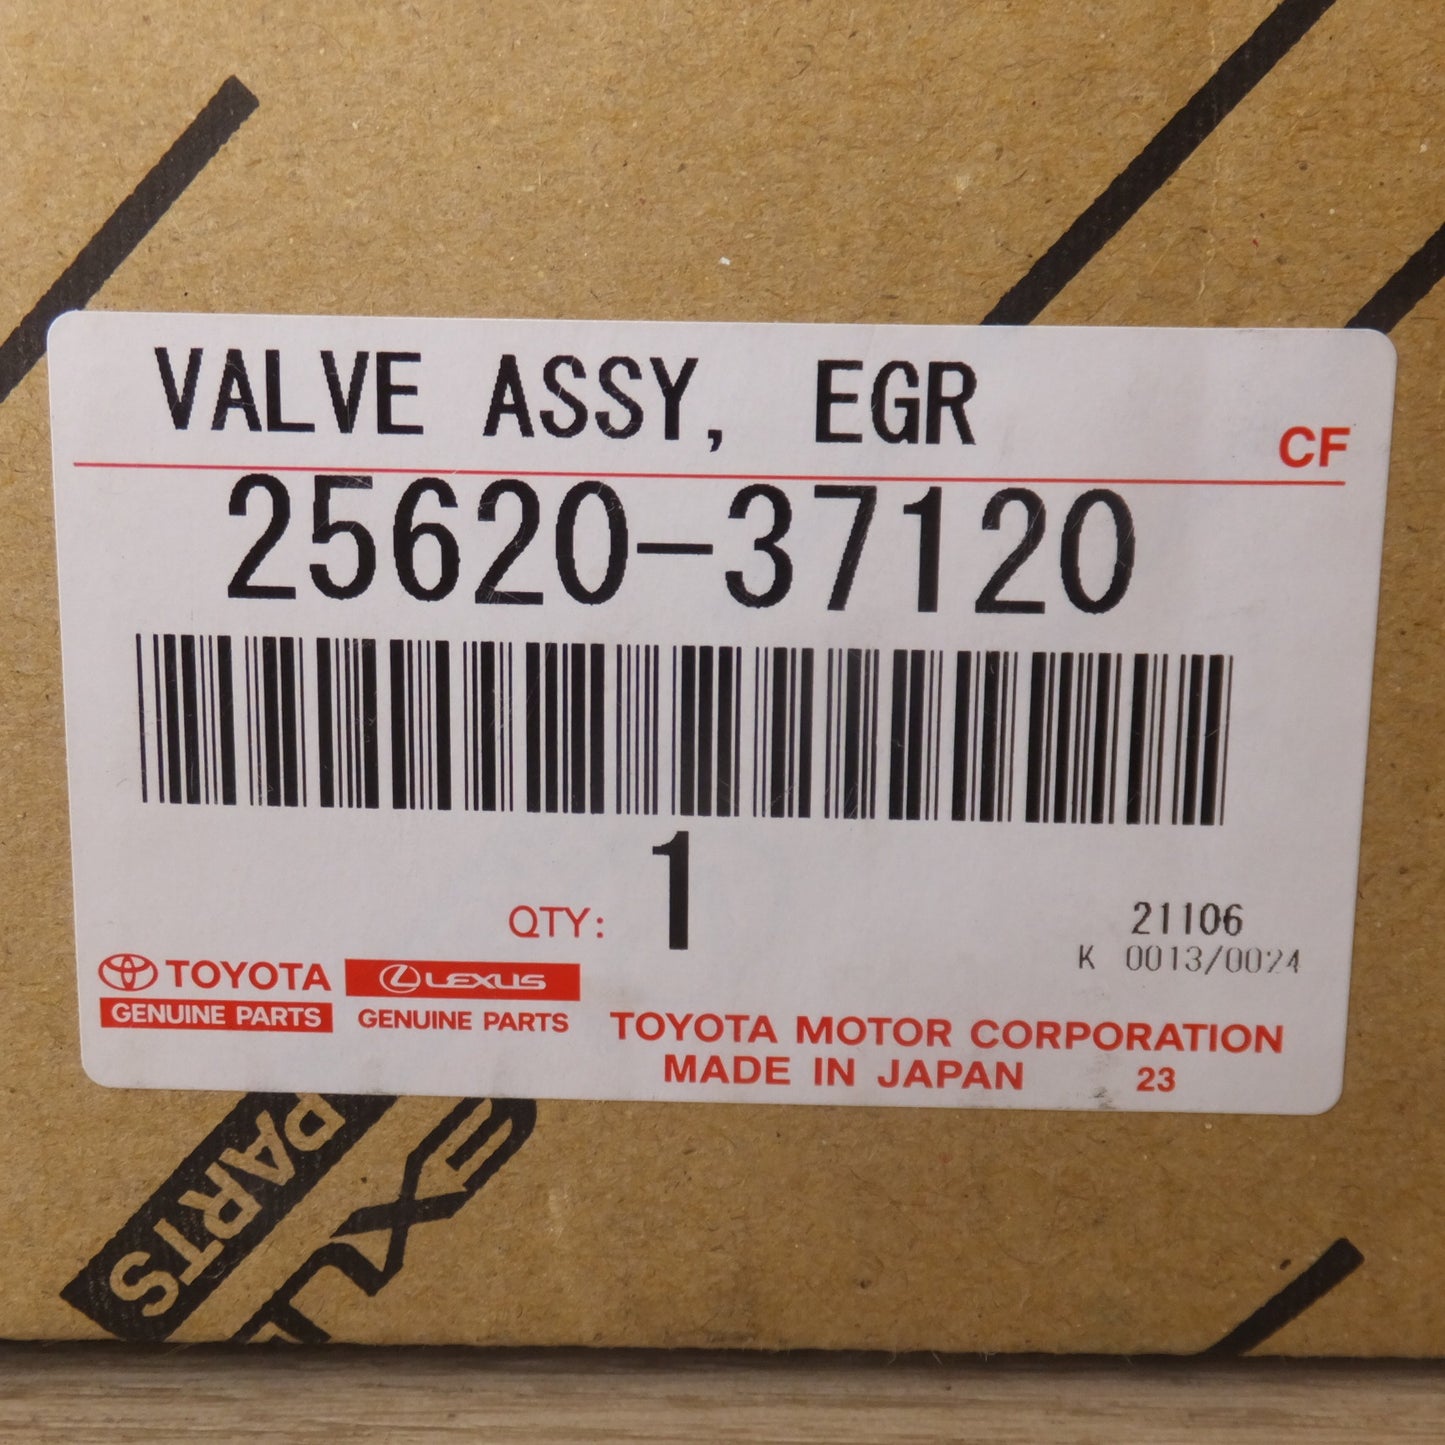 VALVE ASSY, EGR
CF
25620-37120
QTY: 1
21106
K 0013/0024
TOYOTA
GENUINE PARTS
LEXUS
GENUINE PARTS
TOYOTA MOTOR CORPORATION
MADE IN JAPAN 23
PARTS
LEXU